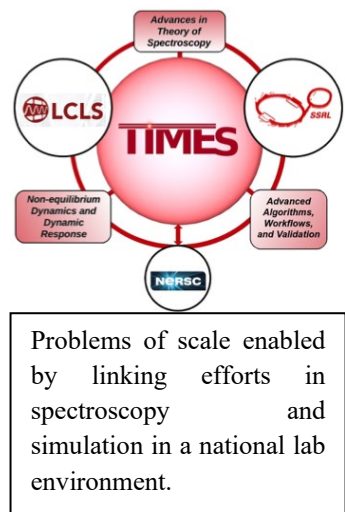 Advances in
Theory of
Spectroscopy
LCLS
SSRL
TIMES
Non-equilibrium
Dynamics and
Dynamic
Response
Advanced
Algorithms,
Workflows,
and Validation
NERSC
Problems of scale enabled
by linking efforts in
spectroscopy and
simulation in a national lab
environment.